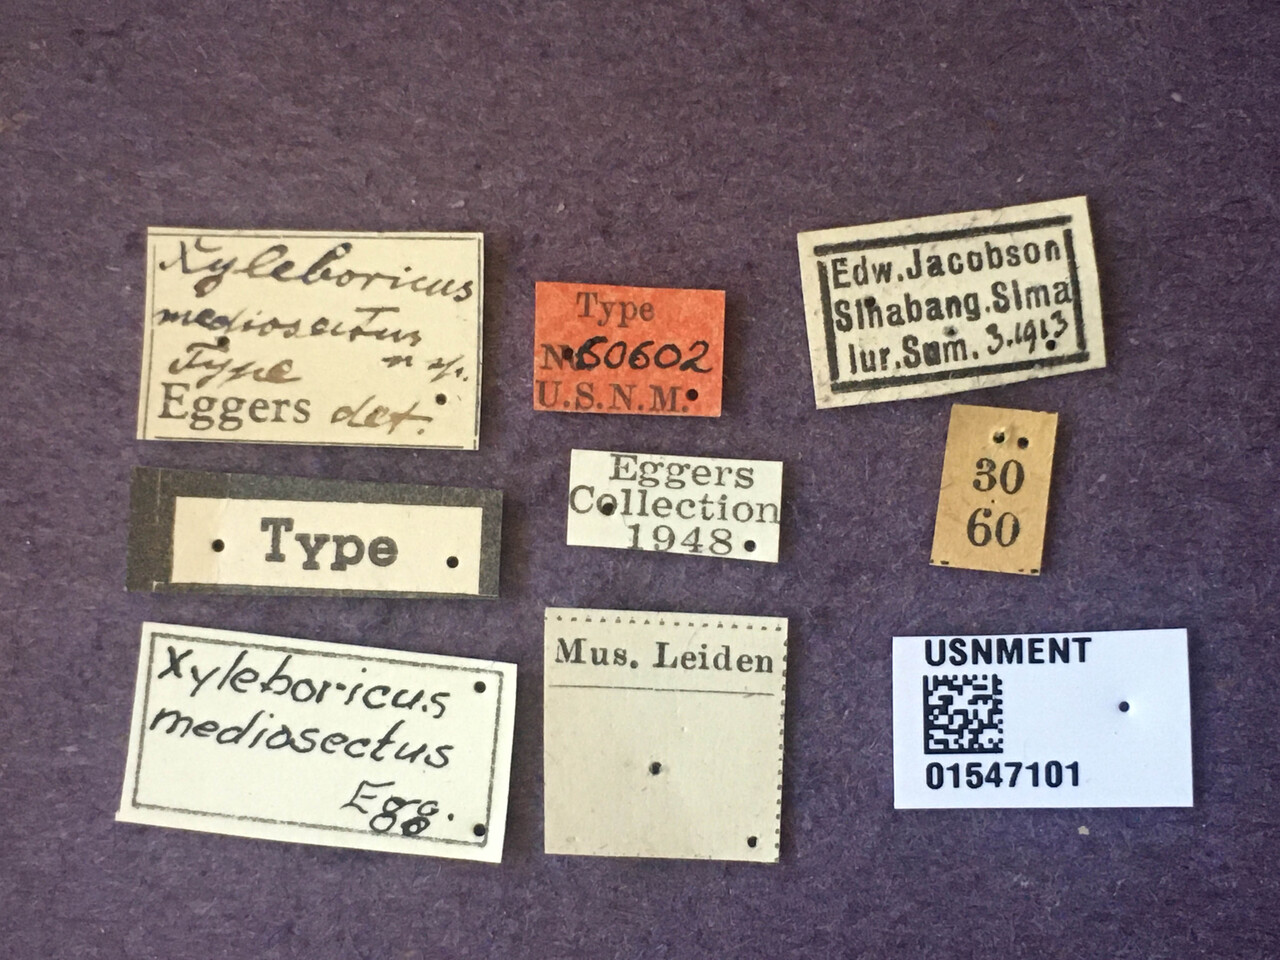 Xyleboricus
mediosectus
n sp.
Type
Eggers det.
Type
No 60602
U.S.N.M.
Edw.Jacobson
Sihabang.Sima
lur.Sum. 3.1913
Type
Eggers
Collection
1948
30
60
Xyleboricus
mediosectus
Egg.
Mus. Leiden
USNMENT
01547101